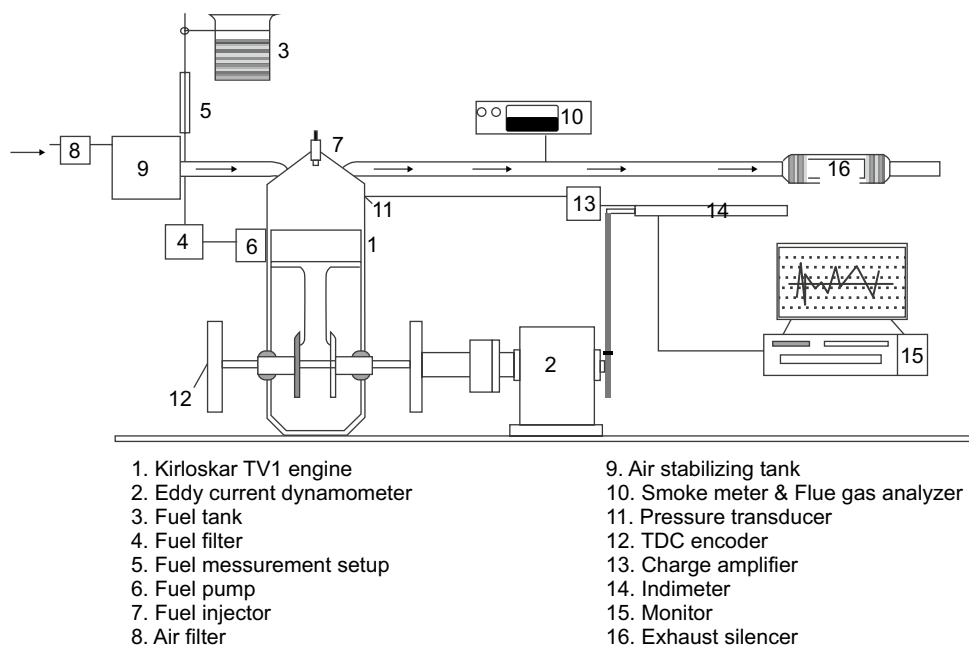 3
5
7
10
8
9
16
11
13
14
4
6
1
15
2
12
1. Kirloskar TV1 engine
2. Eddy current dynamometer
3. Fuel tank
4. Fuel filter
5. Fuel messurement setup
6. Fuel pump
7. Fuel injector
8. Air filter
9. Air stabilizing tank
10. Smoke meter & Flue gas analyzer
11. Pressure transducer
12. TDC encoder
13. Charge amplifier
14. Indimeter
15. Monitor
16. Exhaust silencer